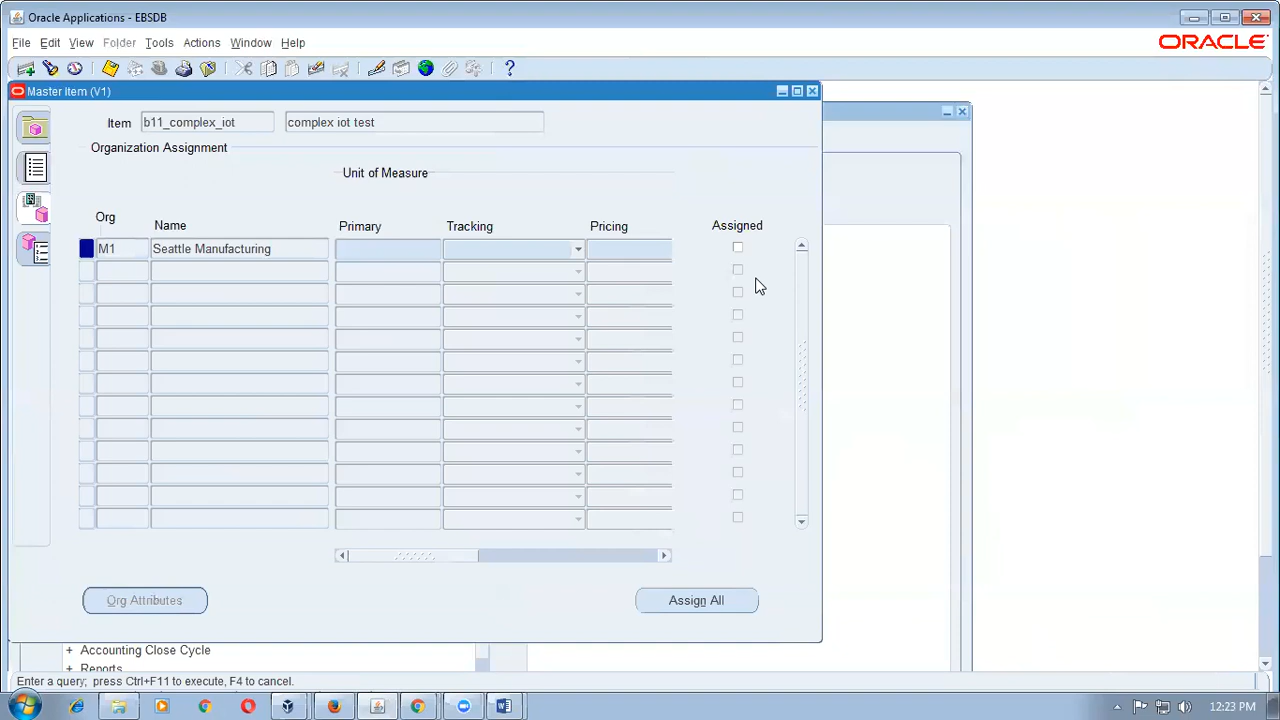 Oracle Applications - EBSDB
File Edit View Folder Tools Actions Window Help
ORACLE
Master Item (V1)
Item b11_complex_iot complex iot test
Organization Assignment
Unit of Measure
Org Name Primary Tracking Pricing Assigned
M1 Seattle Manufacturing
Org Attributes Assign All
+ Accounting Close Cycle
+ Reports
Enter a query; press Ctrl+F11 to execute, F4 to cancel.
12:23 PM